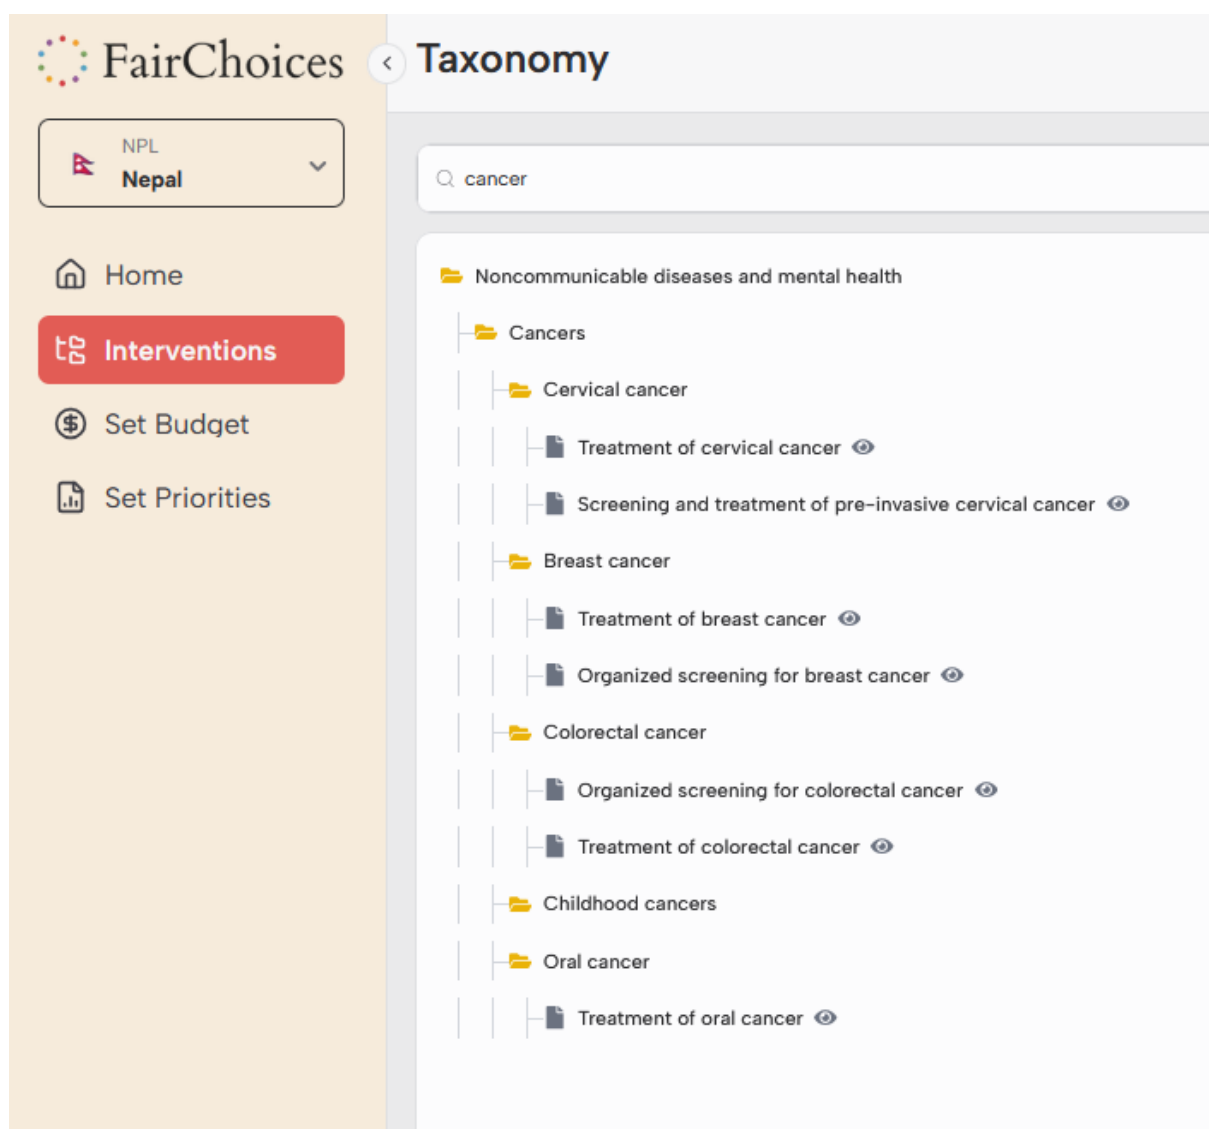 FairChoices
NPL
Nepal
Home
Interventions
Set Budget
Set Priorities
Taxonomy
cancer
Noncommunicable diseases and mental health
Cancers
Cervical cancer
Treatment of cervical cancer
Screening and treatment of pre-invasive cervical cancer
Breast cancer
Treatment of breast cancer
Organized screening for breast cancer
Colorectal cancer
Organized screening for colorectal cancer
Treatment of colorectal cancer
Childhood cancers
Oral cancer
Treatment of oral cancer